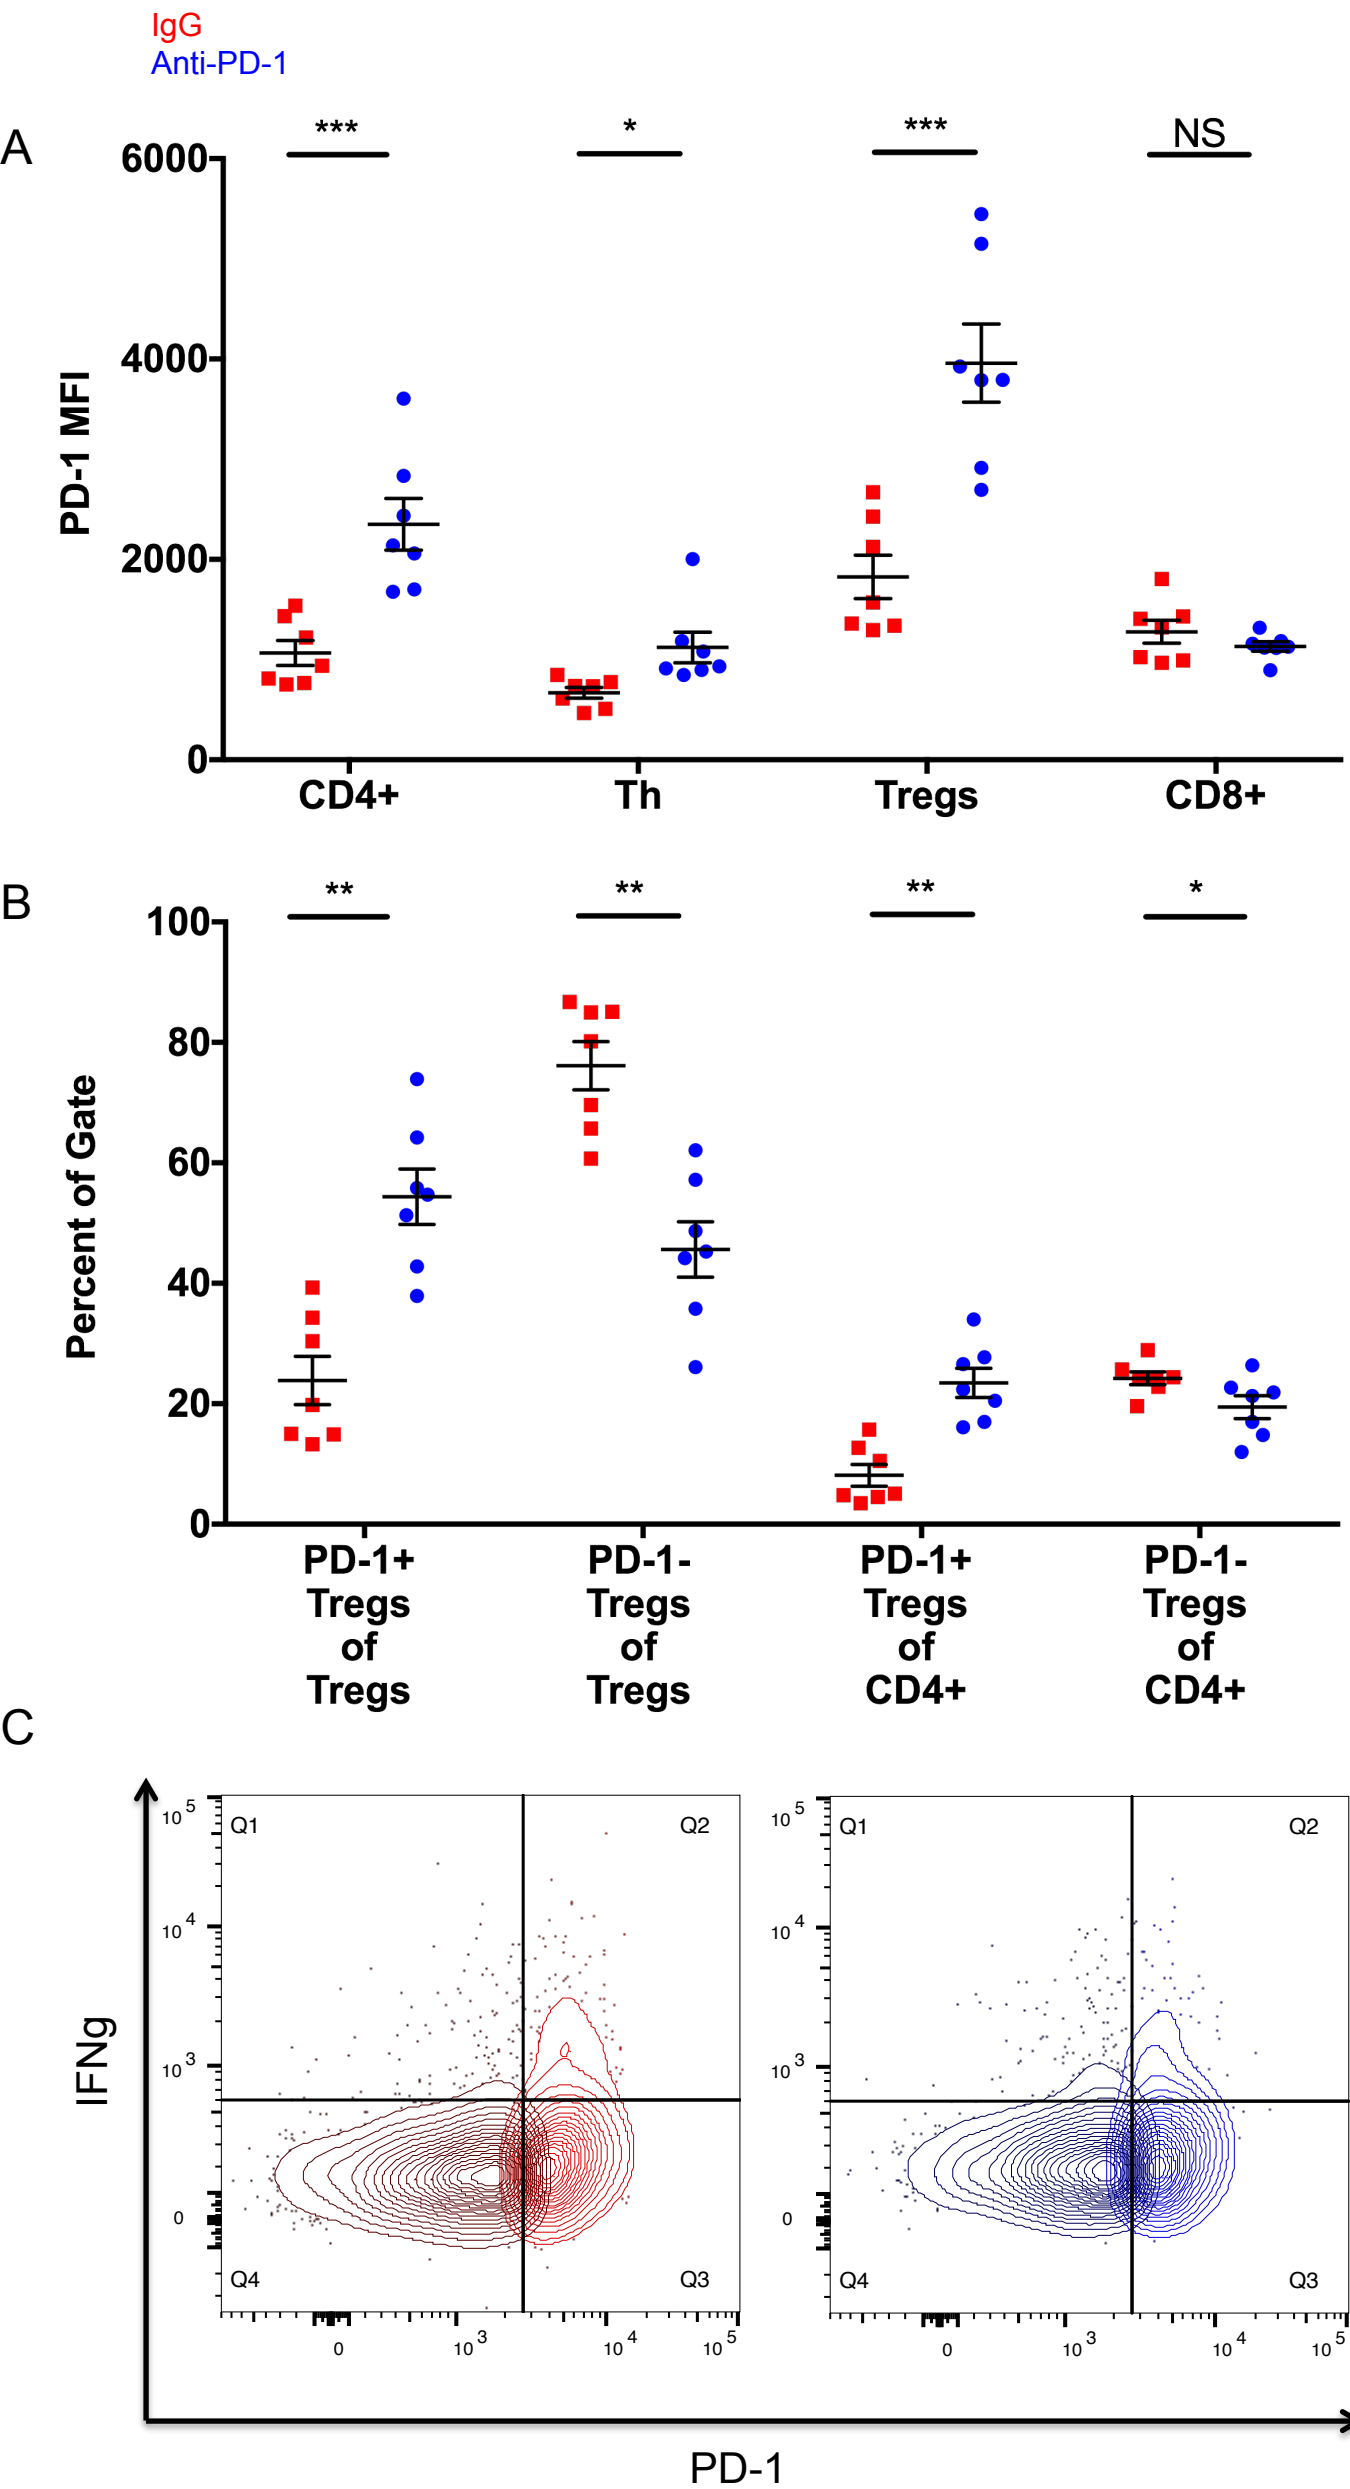 IgG
Anti-PD-1
A
*** * *** NS
6000
4000
2000
0
PD-1 MFI
CD4+ Th Tregs CD8+
B
** ** ** *
100
80
60
40
20
0
Percent of Gate
PD-1+ PD-1- PD-1+ PD-1-
Tregs Tregs Tregs Tregs
of of of of
Tregs Tregs CD4+ CD4+
C
10 5 Q1 Q2 10 5 Q1 Q2
10 4 10 4
10 3 10 3
0 0
Q4 Q3 Q4 Q3
0 10 3 10 4 10 5 0 10 3 10 4 10 5
IFNg
PD-1